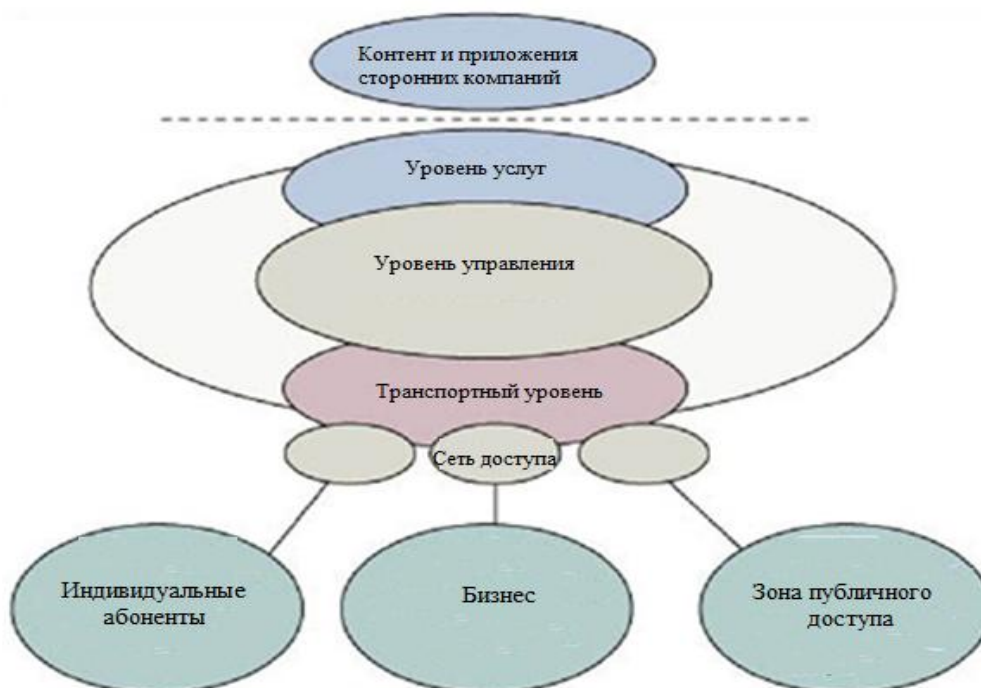 Контент и приложения
сторонних компаний
Уровень услуг
Уровень управления
Транспортный уровень
Сеть доступа
Индивидуальные
абоненты
Бизнес
Зона публичного
доступа